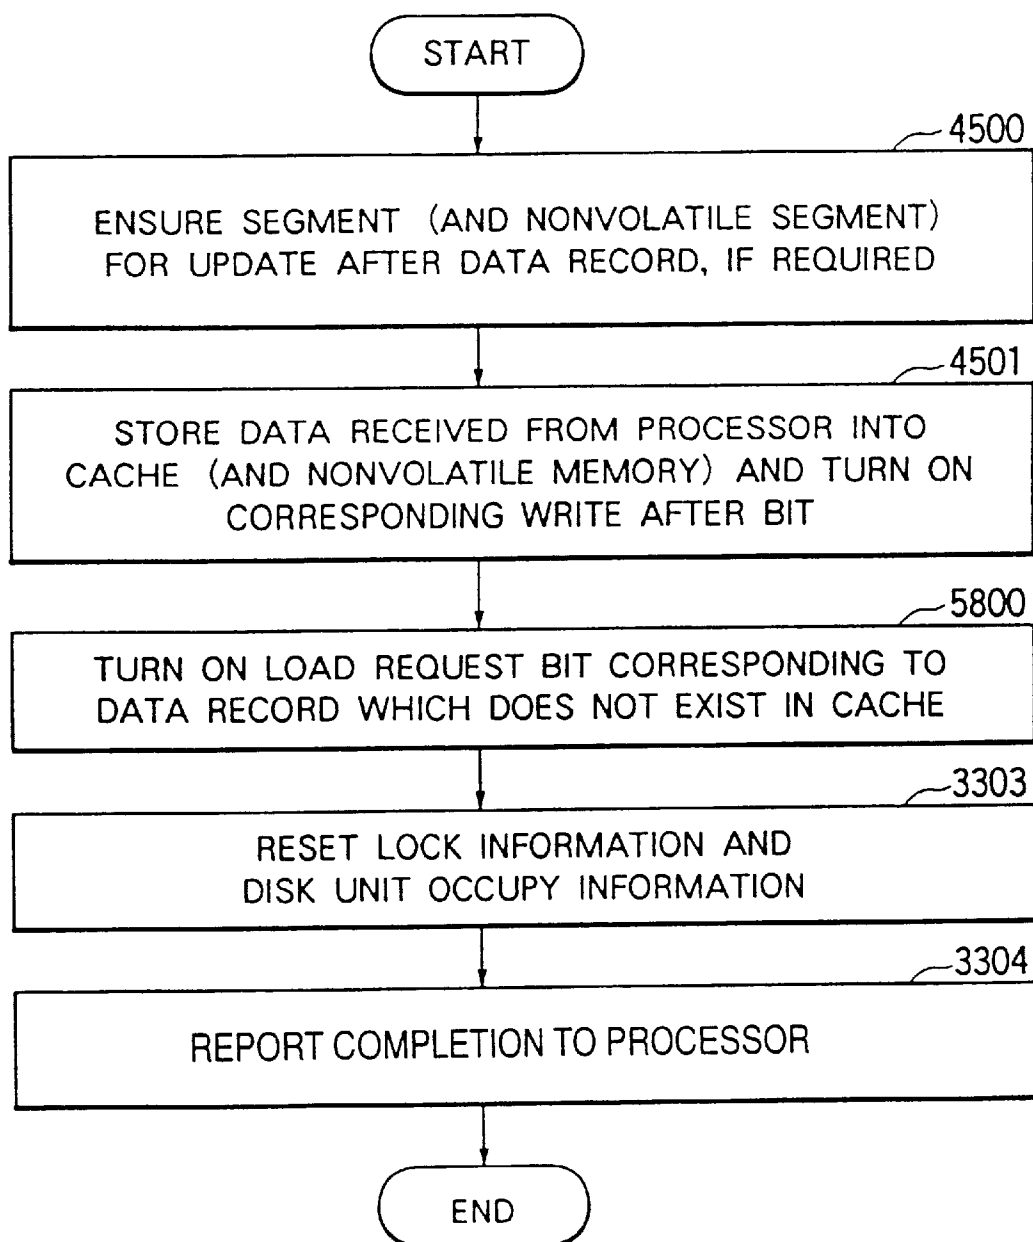 START
4500
ENSURE SEGMENT (AND NONVOLATILE SEGMENT)
FOR UPDATE AFTER DATA RECORD, IF REQUIRED
4501
STORE DATA RECEIVED FROM PROCESSOR INTO
CACHE (AND NONVOLATILE MEMORY) AND TURN ON
CORRESPONDING WRITE AFTER BIT
5800
TURN ON LOAD REQUEST BIT CORRESPONDING TO
DATA RECORD WHICH DOES NOT EXIST IN CACHE
3303
RESET LOCK INFORMATION AND
DISK UNIT OCCUPY INFORMATION
3304
REPORT COMPLETION TO PROCESSOR
END